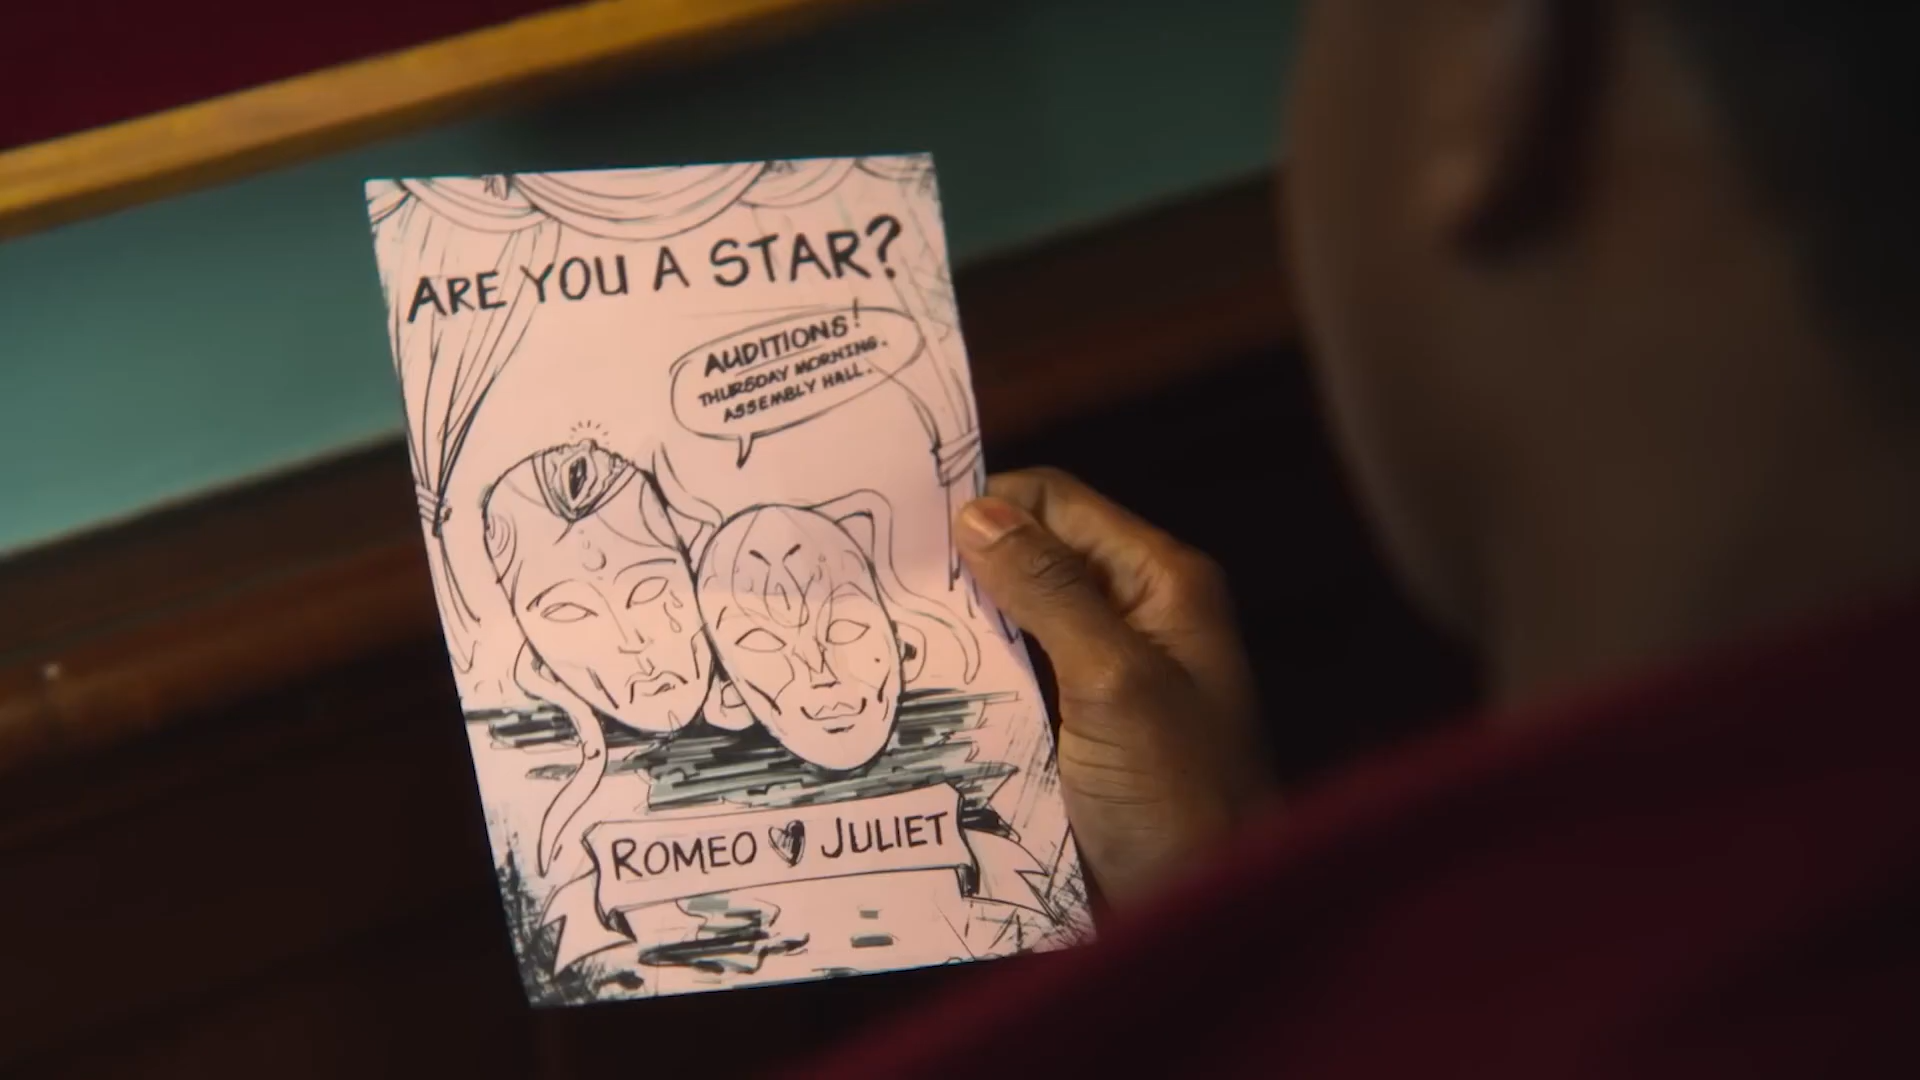 ARE YOU A STAR?
AUDITIONS!
THURSDAY MORNING.
ASSEMBLY HALL.
ROMEO JULIET